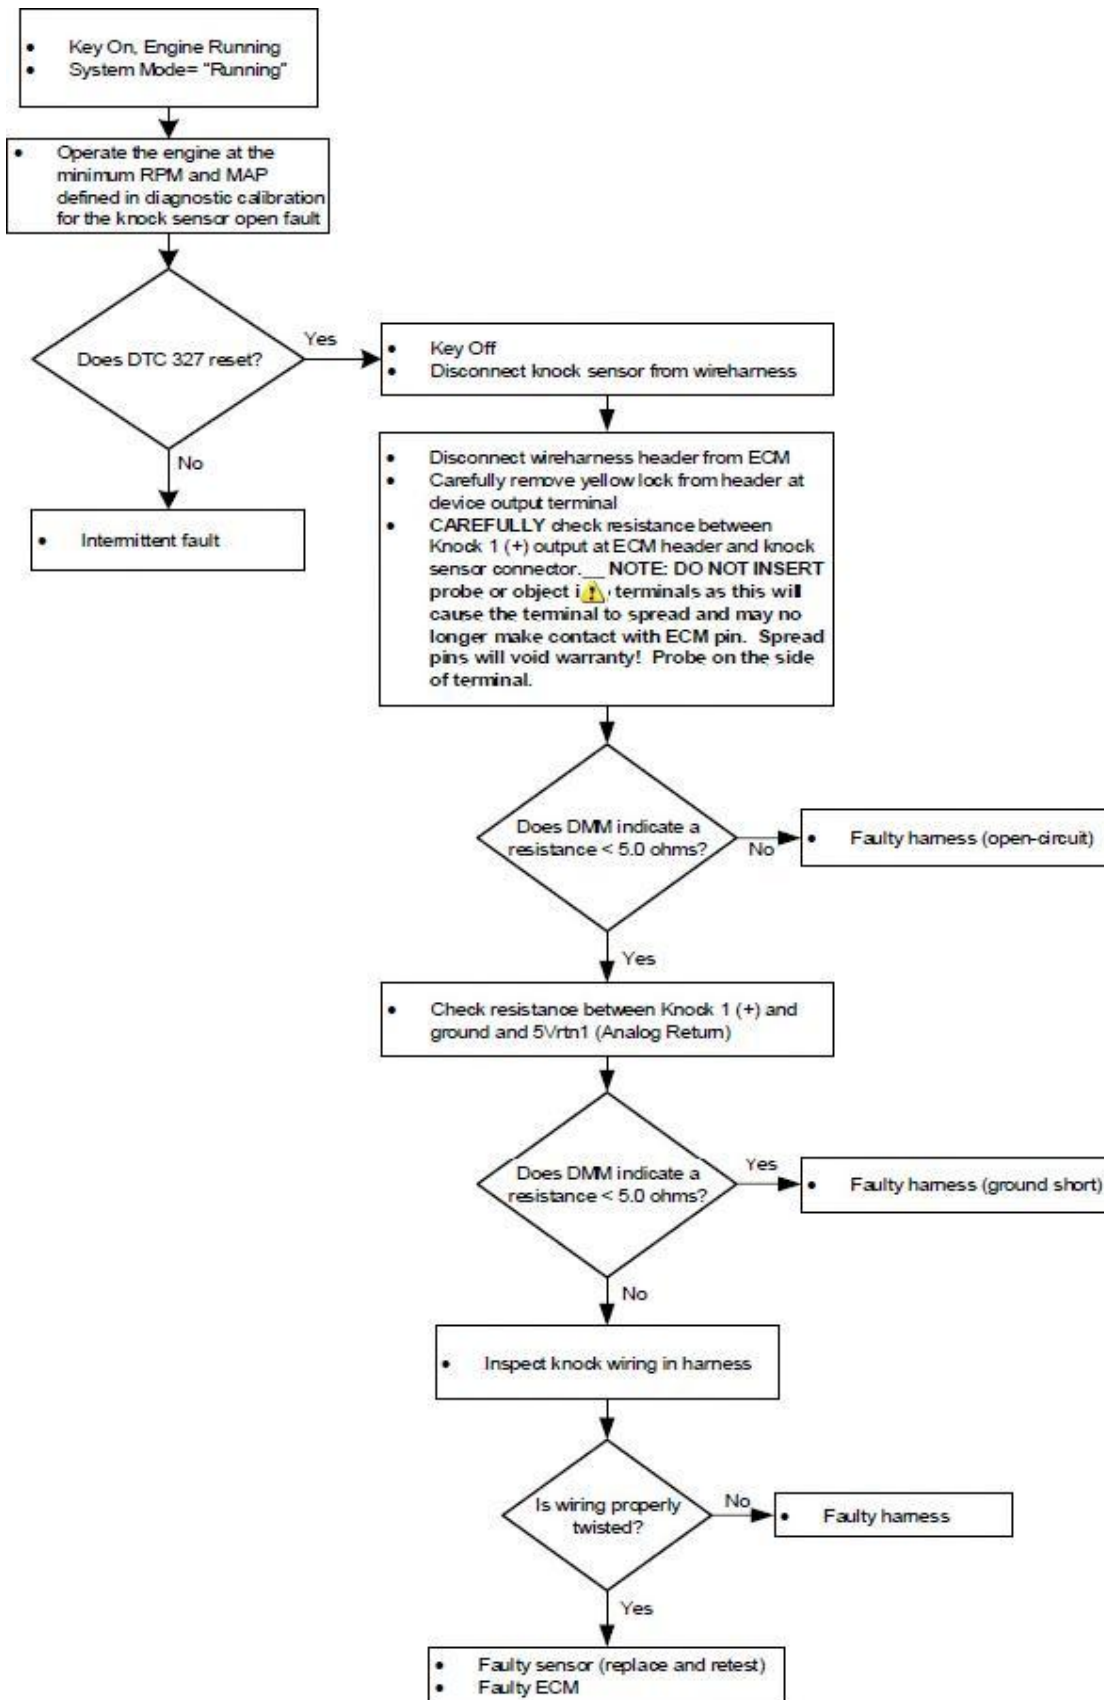 • Key On, Engine Running
• System Mode= "Running"
• Operate the engine at the
minimum RPM and MAP
defined in diagnostic calibration
for the knock sensor open fault
Does DTC 327 reset?
Yes
• Key Off
• Disconnect knock sensor from wireharness
No
• Intermittent fault
• Disconnect wireharness header from ECM
• Carefully remove yellow lock from header at
device output terminal
• CAREFULLY check resistance between
Knock 1 (+) output at ECM header and knock
sensor connector.__ NOTE: DO NOT INSERT
probe or object terminals as this will
cause the terminal to spread and may no
longer make contact with ECM pin. Spread
pins will void warranty! Probe on the side
of terminal.
Does DMM indicate a
resistance < 5.0 ohms?
No
• Faulty harness (open-circuit)
Yes
• Check resistance between Knock 1 (+) and
ground and 5Vrtn1 (Analog Return)
Does DMM indicate a
resistance < 5.0 ohms?
Yes
• Faulty harness (ground short)
No
• Inspect knock wiring in harness
Is wiring properly
twisted?
No
• Faulty harness
Yes
• Faulty sensor (replace and retest)
• Faulty ECM